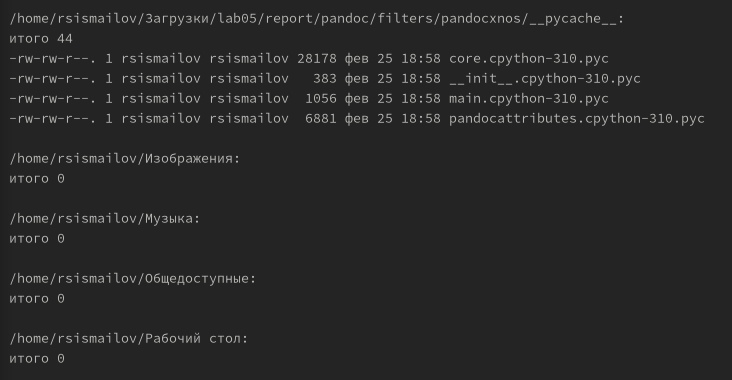 /home/rsismailov/Загрузки/lab05/report/pandoc/filters/pandocxnos/__pycache__:
итого 44
-rw-rw-r--. 1 rsismailov rsismailov 28178 фев 25 18:58 core.cpython-310.pyc
-rw-rw-r--. 1 rsismailov rsismailov   383 фев 25 18:58 __init__.cpython-310.pyc
-rw-rw-r--. 1 rsismailov rsismailov  1056 фев 25 18:58 main.cpython-310.pyc
-rw-rw-r--. 1 rsismailov rsismailov  6881 фев 25 18:58 pandocattributes.cpython-310.pyc

/home/rsismailov/Изображения:
итого 0

/home/rsismailov/Музыка:
итого 0

/home/rsismailov/Общедоступные:
итого 0

/home/rsismailov/Рабочий стол:
итого 0